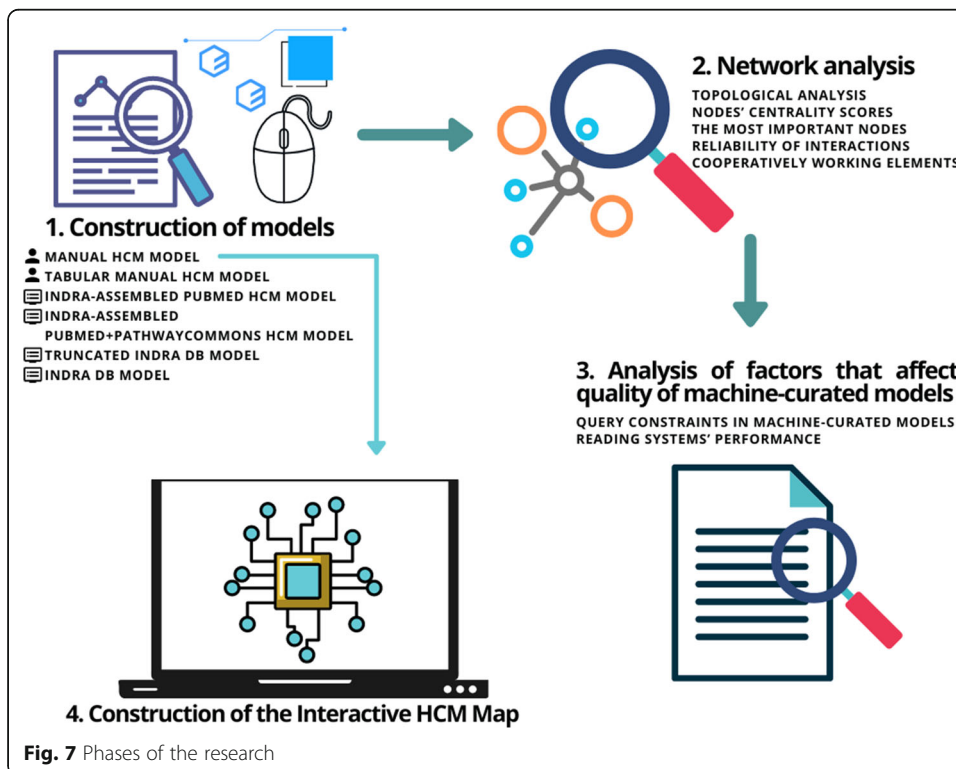 1. Construction of models
MANUAL HCM MODEL
TABULAR MANUAL HCM MODEL
INDRA-ASSEMBLED PUBMED HCM MODEL
INDRA-ASSEMBLED
PUBMED+PATHWAYCOMMONS HCM MODEL
TRUNCATED INDRA DB MODEL
INDRA DB MODEL
2. Network analysis
TOPOLOGICAL ANALYSIS
NODES' CENTRALITY SCORES
THE MOST IMPORTANT NODES
RELIABILITY OF INTERACTIONS
COOPERATIVELY WORKING ELEMENTS
3. Analysis of factors that affect
quality of machine-curated models
QUERY CONSTRAINTS IN MACHINE-CURATED MODELS
READING SYSTEMS' PERFORMANCE
4. Construction of the Interactive HCM Map
Fig. 7 Phases of the research